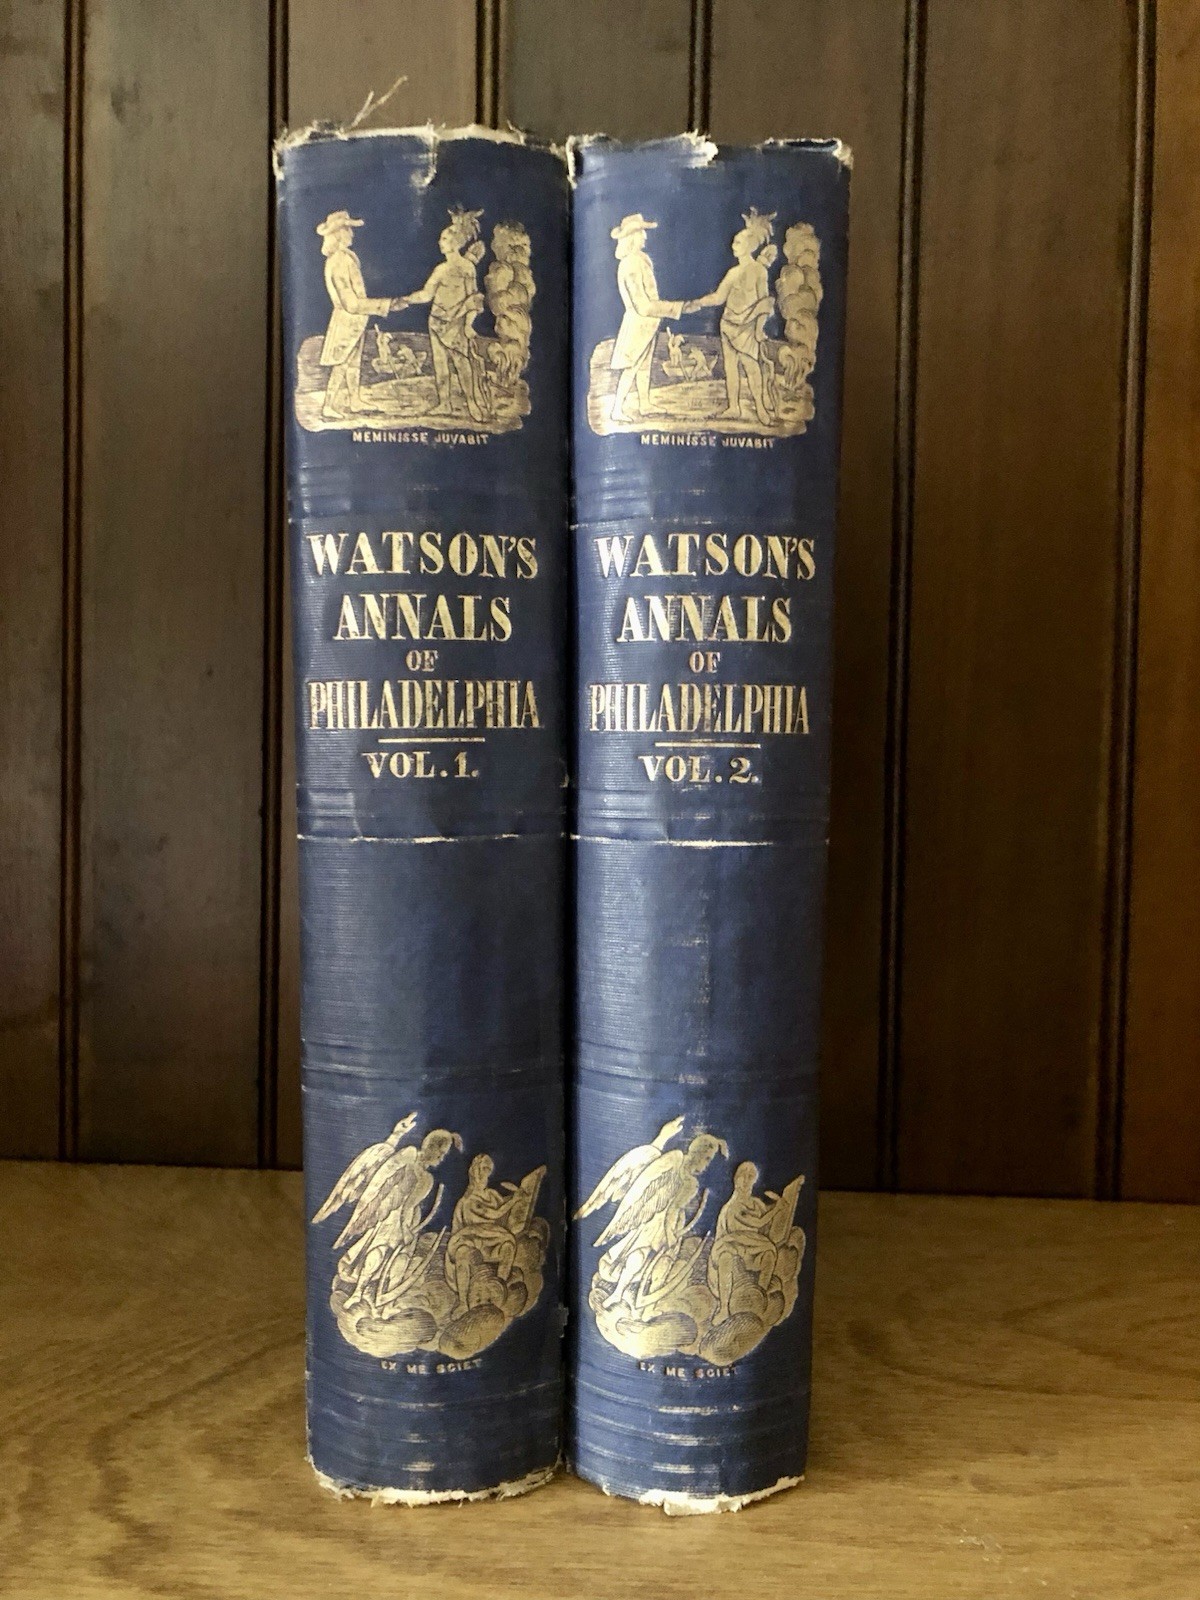 MEMINISSE JUVABIT
WATSON'S
ANNALS
OF
PHILADELPHIA
VOL. 1.
EX ME SCIET
MEMINISSE JUVABIT
WATSON'S
ANNALS
OF
PHILADELPHIA
VOL. 2.
EX ME SCIET